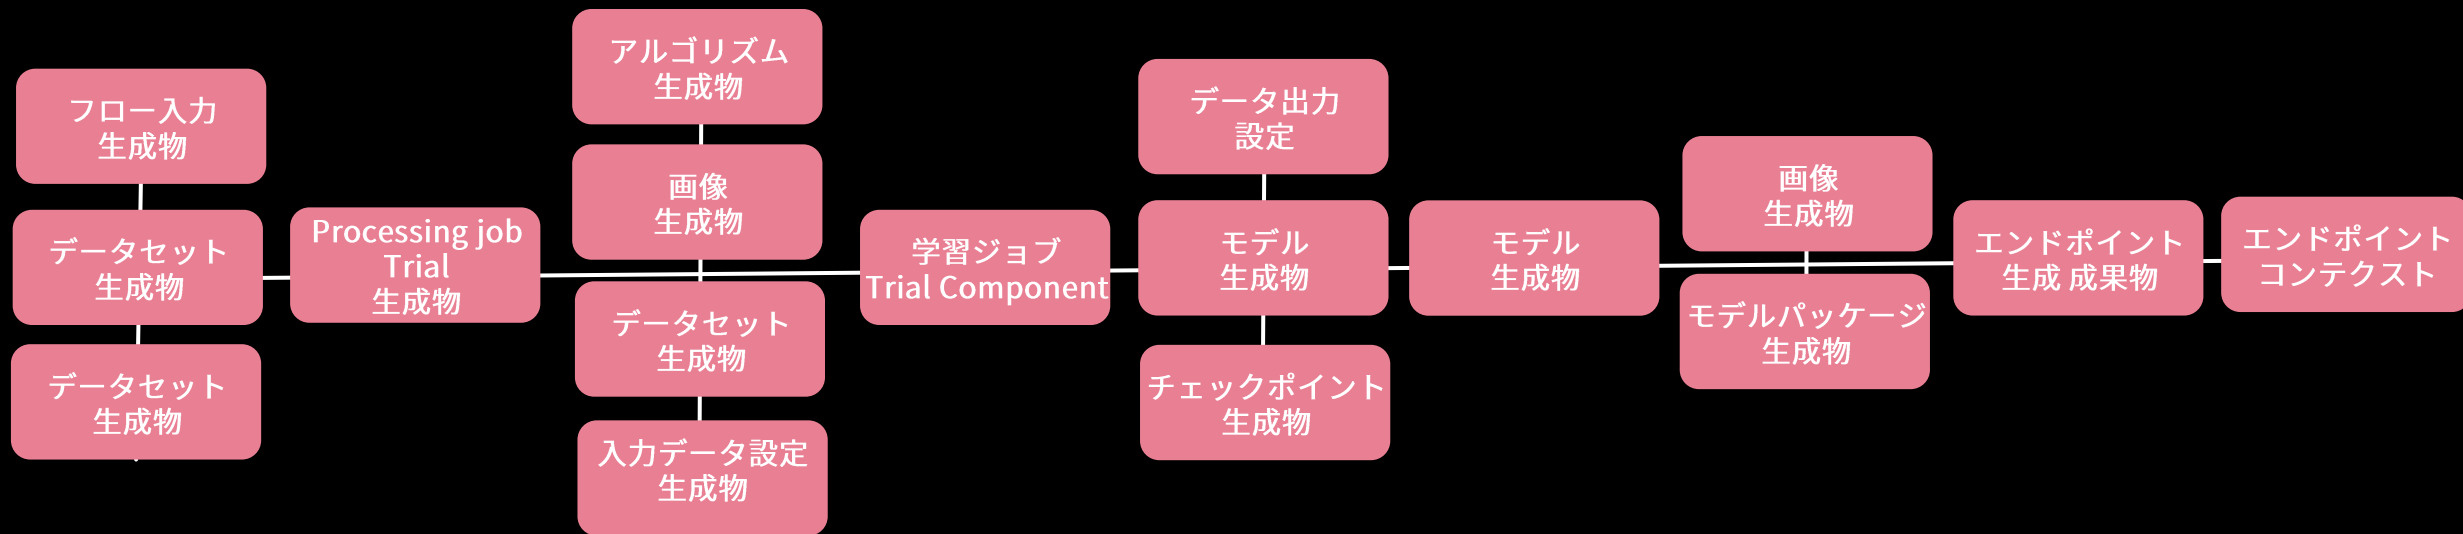 フロー入力
生成物
データセット
生成物
データセット
生成物
Processing job
Trial
生成物
アルゴリズム
生成物
画像
生成物
データセット
生成物
入力データ設定
生成物
学習ジョブ
Trial Component
データ出力
設定
モデル
生成物
チェックポイント
生成物
モデル
生成物
画像
生成物
モデルパッケージ
生成物
エンドポイント
生成 成果物
エンドポイント
コンテクスト